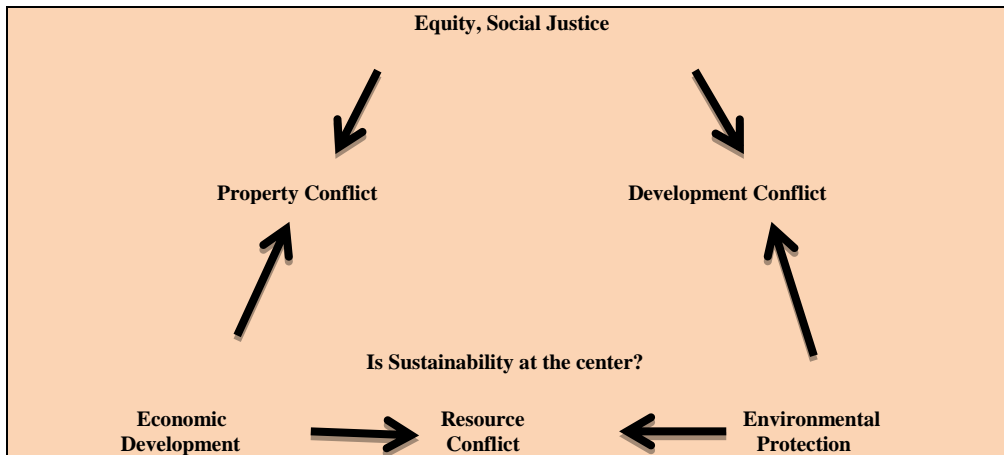 Equity, Social Justice
Property Conflict
Development Conflict
Is Sustainability at the center?
Economic
Development
Resource
Conflict
Environmental
Protection